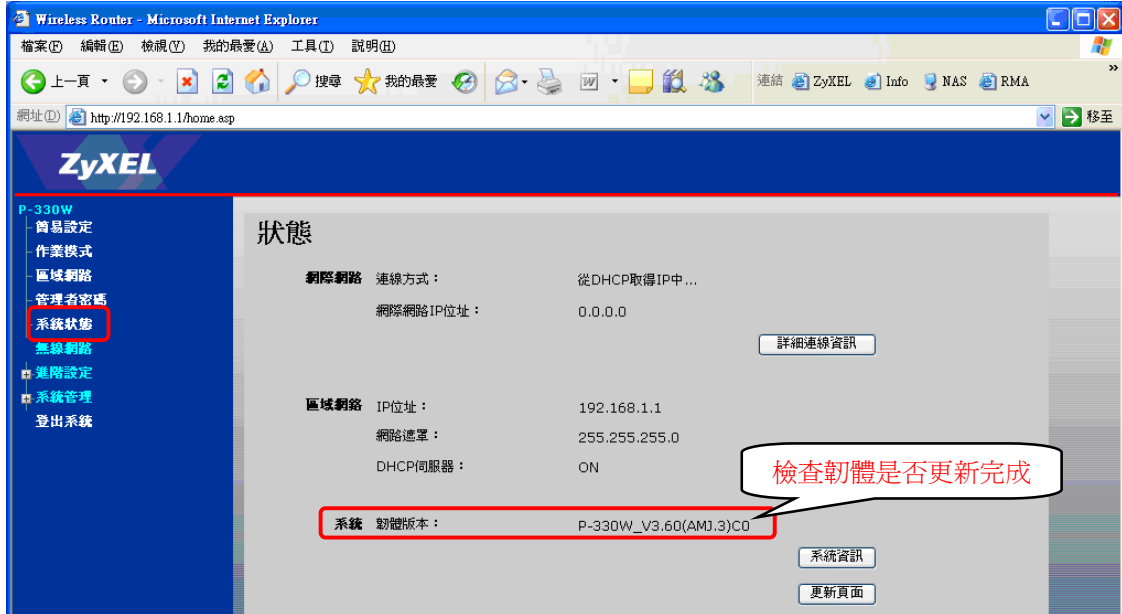 Wireless Router - Microsoft Internet Explorer
檔案(F) 編輯(E) 檢視(V) 我的最愛(A) 工具(T) 說明(H)
上一頁 搜尋 我的最愛 連結 ZyXEL Info NAS RMA
網址(D) http://192.168.1.1/home.asp 移至
ZyXEL
P-330W
簡易設定
作業模式
區域網路
管理者密碼
系統狀態
無線網路
進階設定
系統管理
登出系統
狀態
網際網路 連線方式： 從DHCP取得IP中...
網際網路IP位址： 0.0.0.0
詳細連線資訊
區域網路 IP位址： 192.168.1.1
網路遮罩： 255.255.255.0
DHCP伺服器： ON
檢查韌體是否更新完成
系統 韌體版本： P-330W_V3.60(AMJ.3)C0
系統資訊
更新頁面